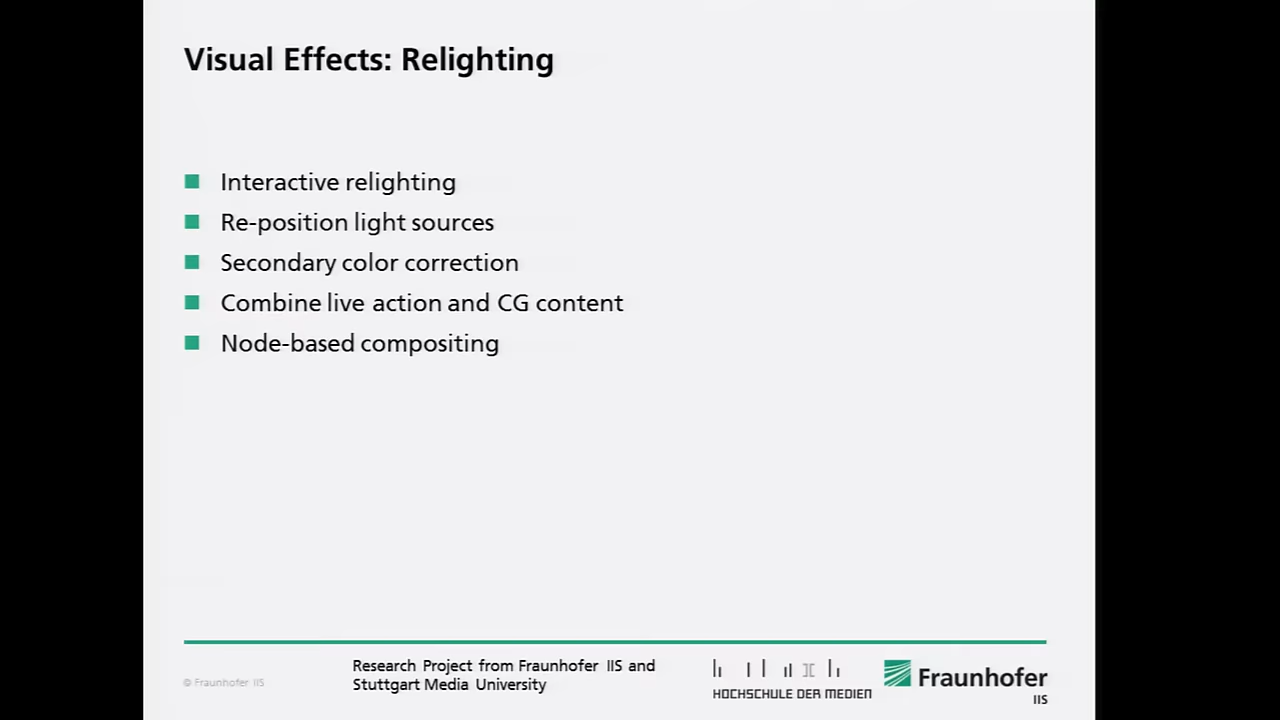 Visual Effects: Relighting
Interactive relighting
Re-position light sources
Secondary color correction
Combine live action and CG content
Node-based compositing
© Fraunhofer IIS
Research Project from Fraunhofer IIS and
Stuttgart Media University
HOCHSCHULE DER MEDIEN
Fraunhofer
IIS